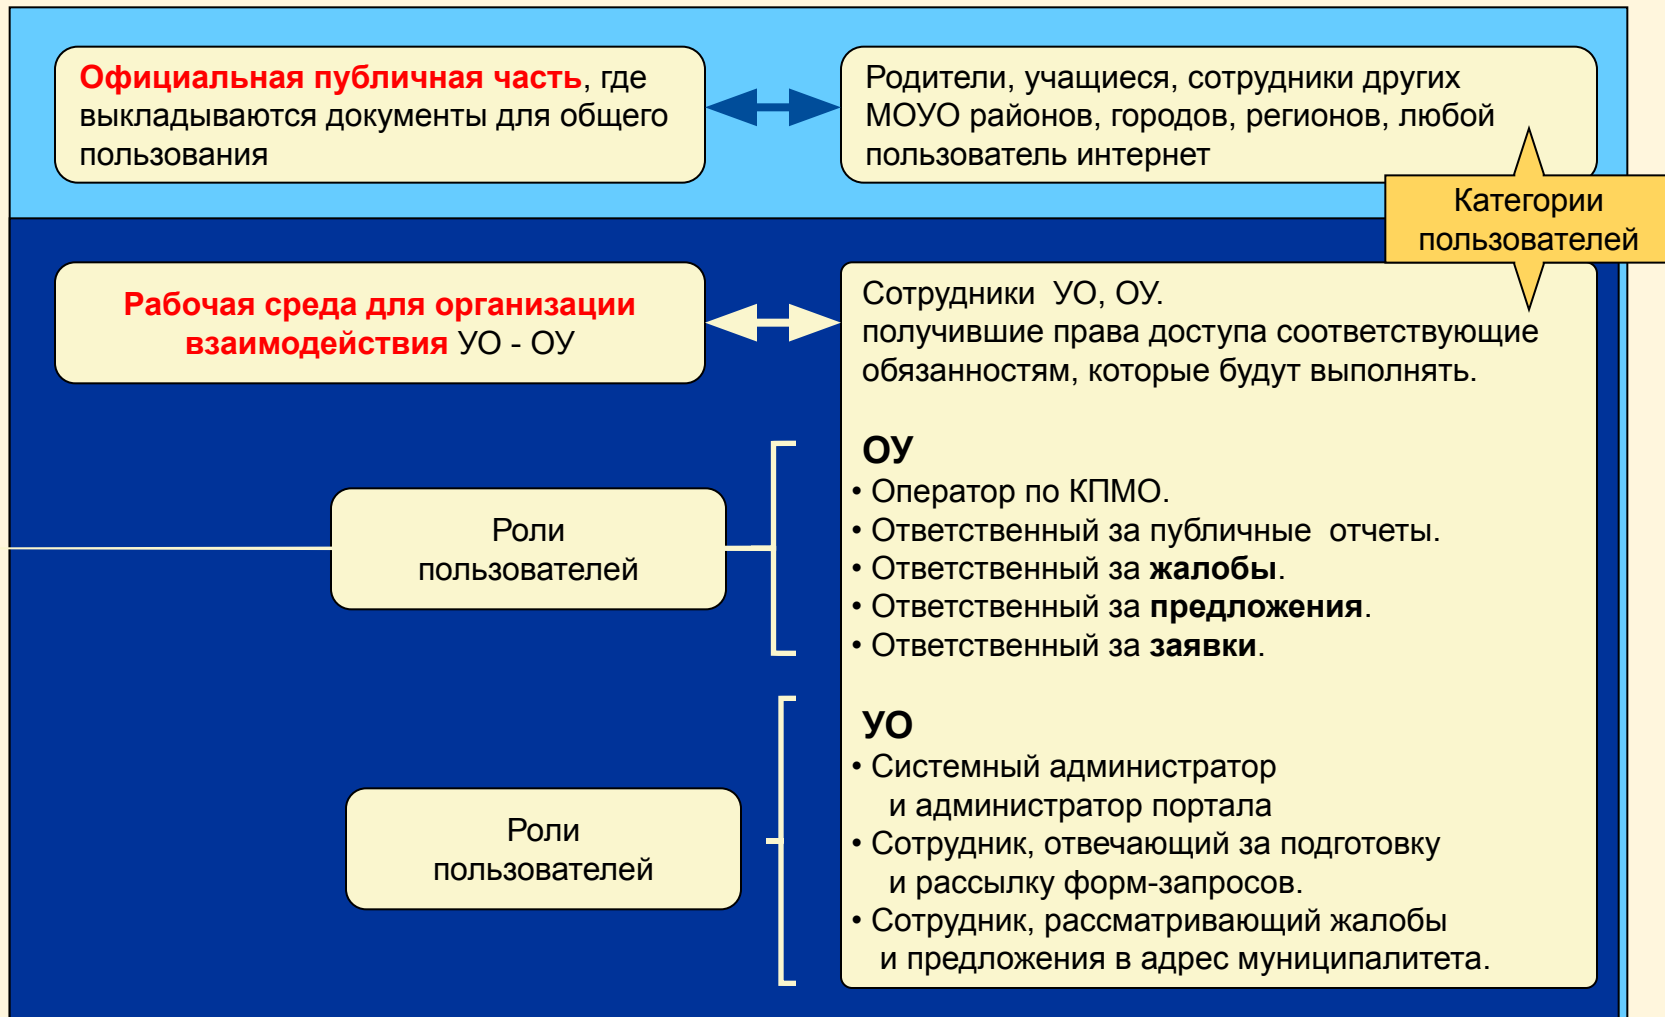 Официальная публичная часть, где
выкладываются документы для общего
пользования
Родители, учащиеся, сотрудники других
МОУО районов, городов, регионов, любой
пользователь интернет
Категории
пользователей
Рабочая среда для организации
взаимодействия УО - ОУ
Сотрудники УО, ОУ.
получившие права доступа соответствующие
обязанностям, которые будут выполнять.
Роли
пользователей
ОУ
• Оператор по КПМО.
• Ответственный за публичные отчеты.
• Ответственный за жалобы.
• Ответственный за предложения.
• Ответственный за заявки.
Роли
пользователей
УО
• Системный администратор
и администратор портала
• Сотрудник, отвечающий за подготовку
и рассылку форм-запросов.
• Сотрудник, рассматривающий жалобы
и предложения в адрес муниципалитета.